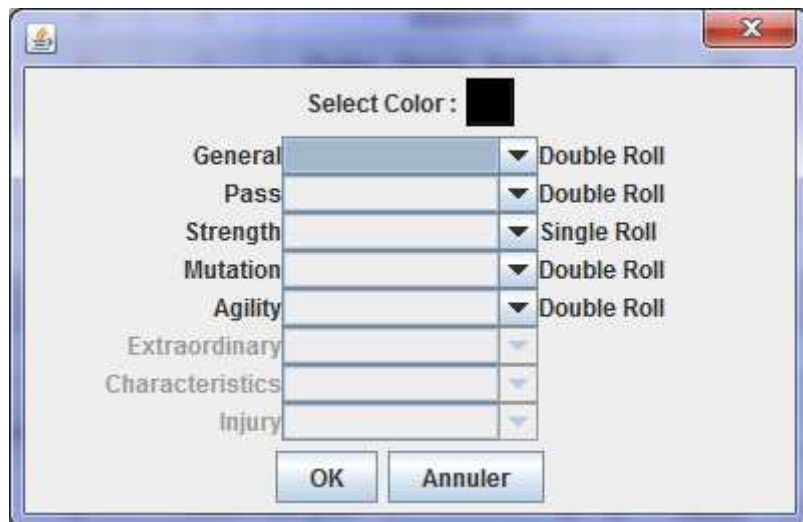 Select Color :
General Double Roll
Pass Double Roll
Strength Single Roll
Mutation Double Roll
Agility Double Roll
Extraordinary
Characteristics
Injury
OK Annuler